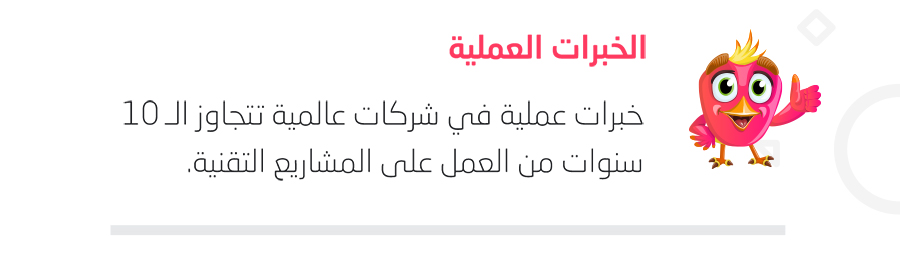 الخبرات العملية
خبرات عملية في شركات عالمية تتجاوز الـ 10
سنوات من العمل على المشاريع التقنية.